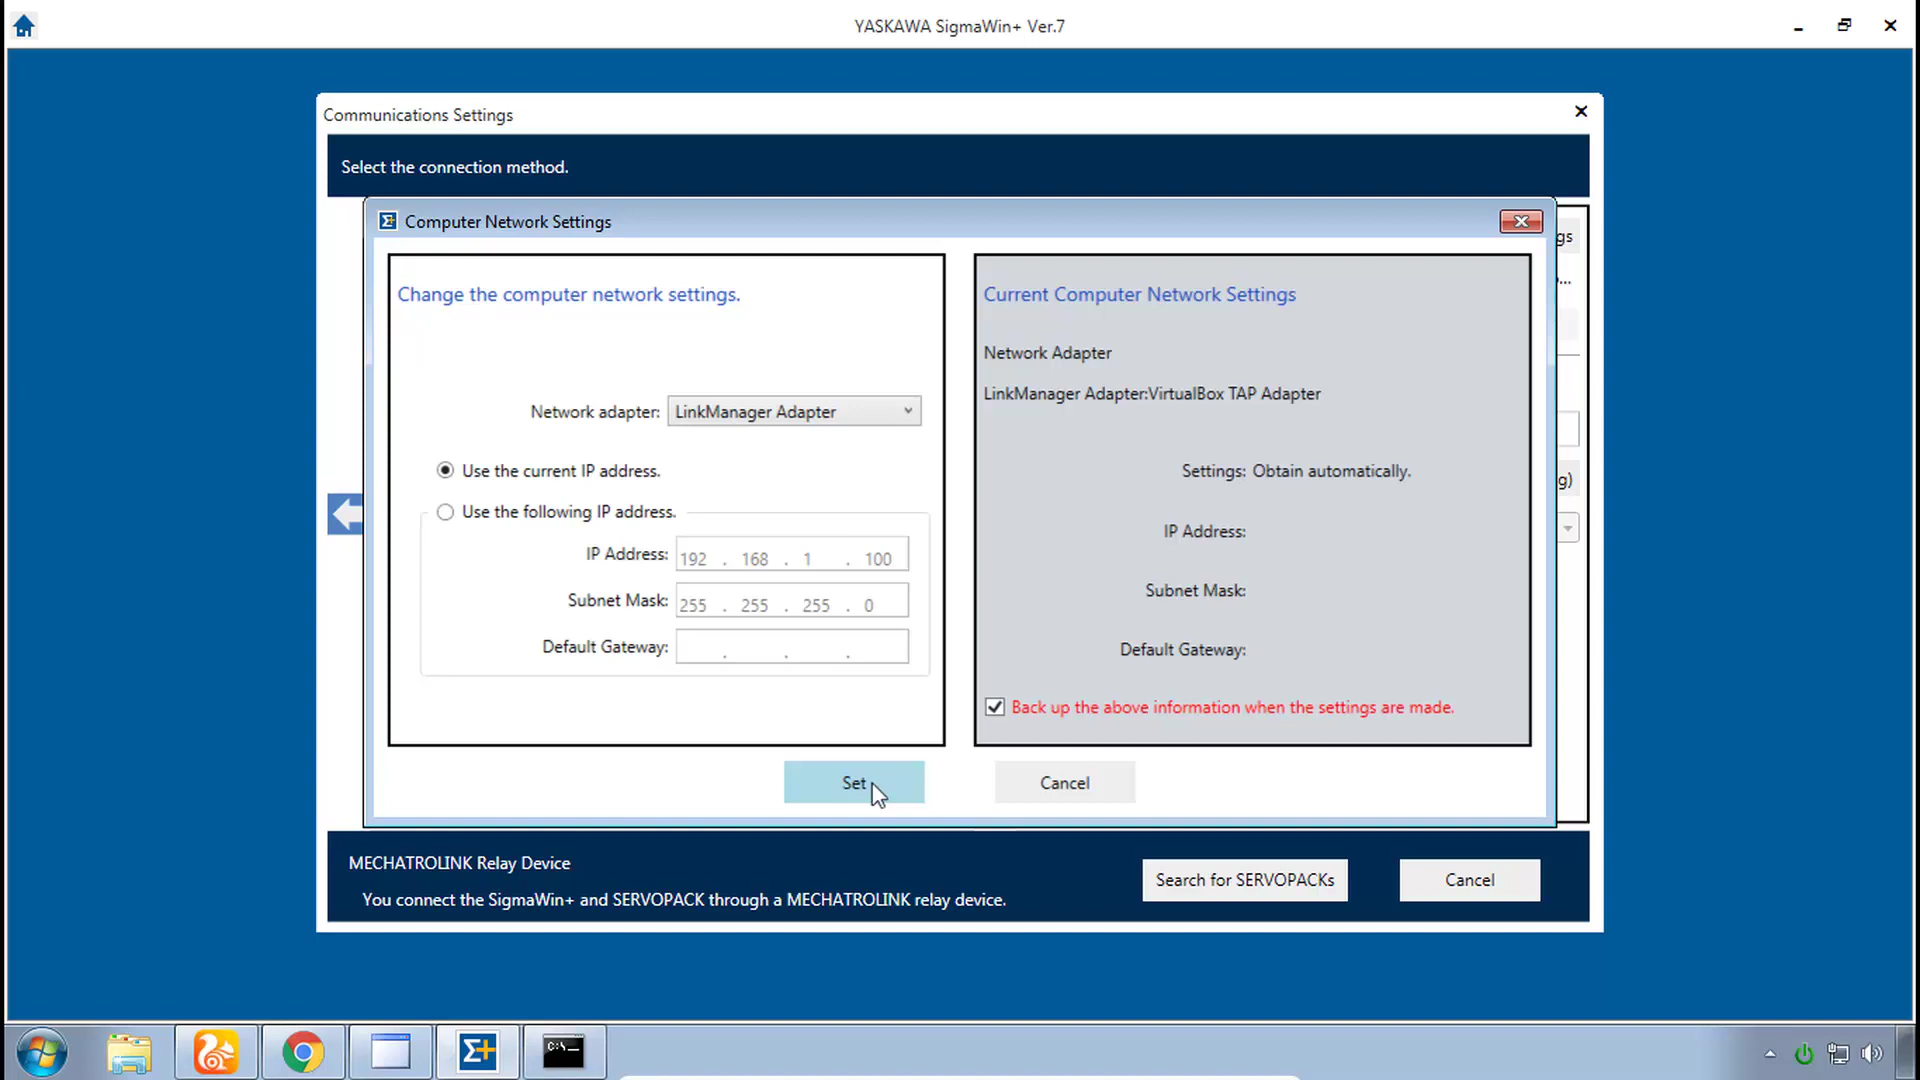 YASKAWA SigmaWin+ Ver.7
Communications Settings
Select the connection method.
Computer Network Settings
gs
...
g)
Change the computer network settings.
Network adapter: LinkManager Adapter
Use the current IP address.
Use the following IP address.
IP Address: 192 . 168 . 1 . 100
Subnet Mask: 255 . 255 . 255 . 0
Default Gateway: . . .
Current Computer Network Settings
Network Adapter
LinkManager Adapter:VirtualBox TAP Adapter
Settings: Obtain automatically.
IP Address:
Subnet Mask:
Default Gateway:
Back up the above information when the settings are made.
Set
Cancel
MECHATROLINK Relay Device
You connect the SigmaWin+ and SERVOPACK through a MECHATROLINK relay device.
Search for SERVOPACKs
Cancel
C:\_